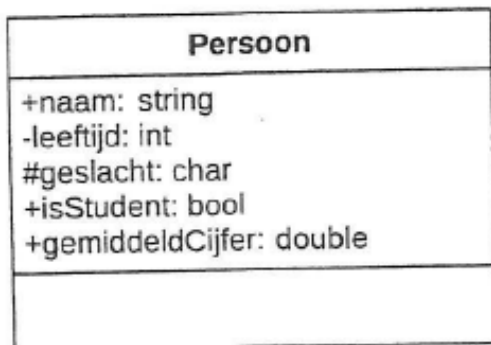 Persoon
+naam: string
-leeftijd: int
#geslacht: char
+isStudent: bool
+gemiddeldCijfer: double